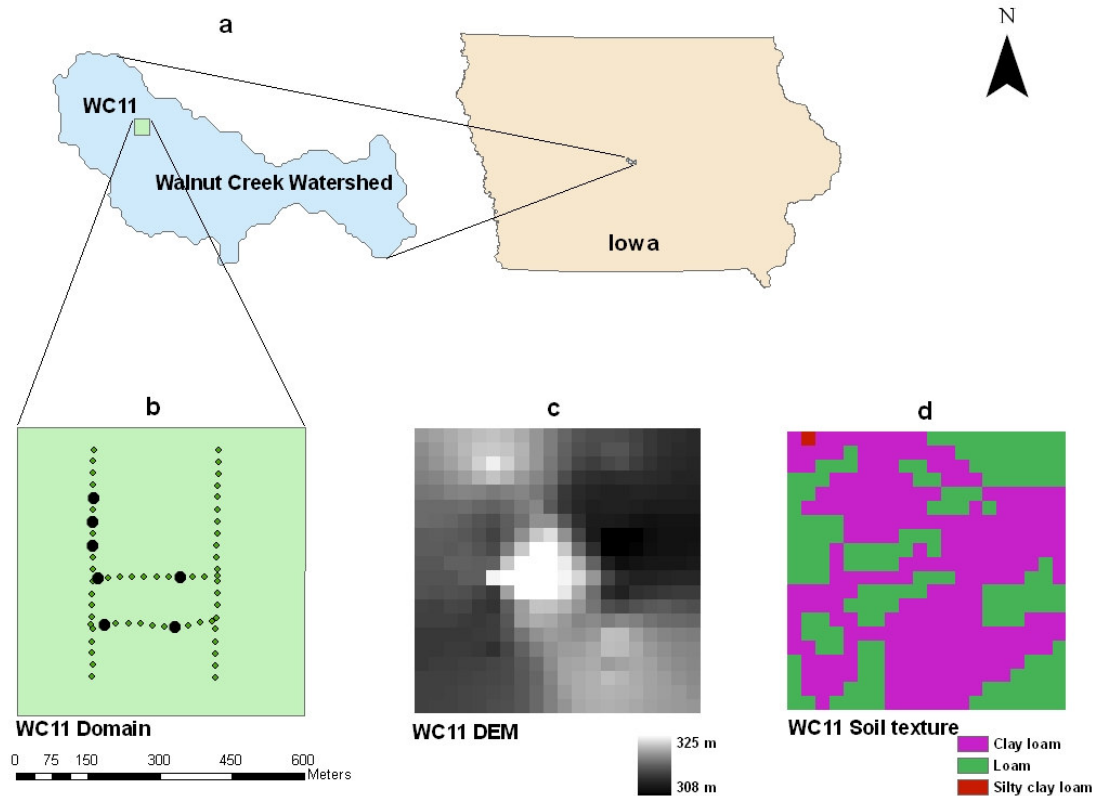 a
N
WC11
Walnut Creek Watershed
Iowa
b
c
d
WC11 Domain
0 75 150 300 450 600
Meters
WC11 DEM
325 m
308 m
WC11 Soil texture
Clay loam
Loam
Silty clay loam